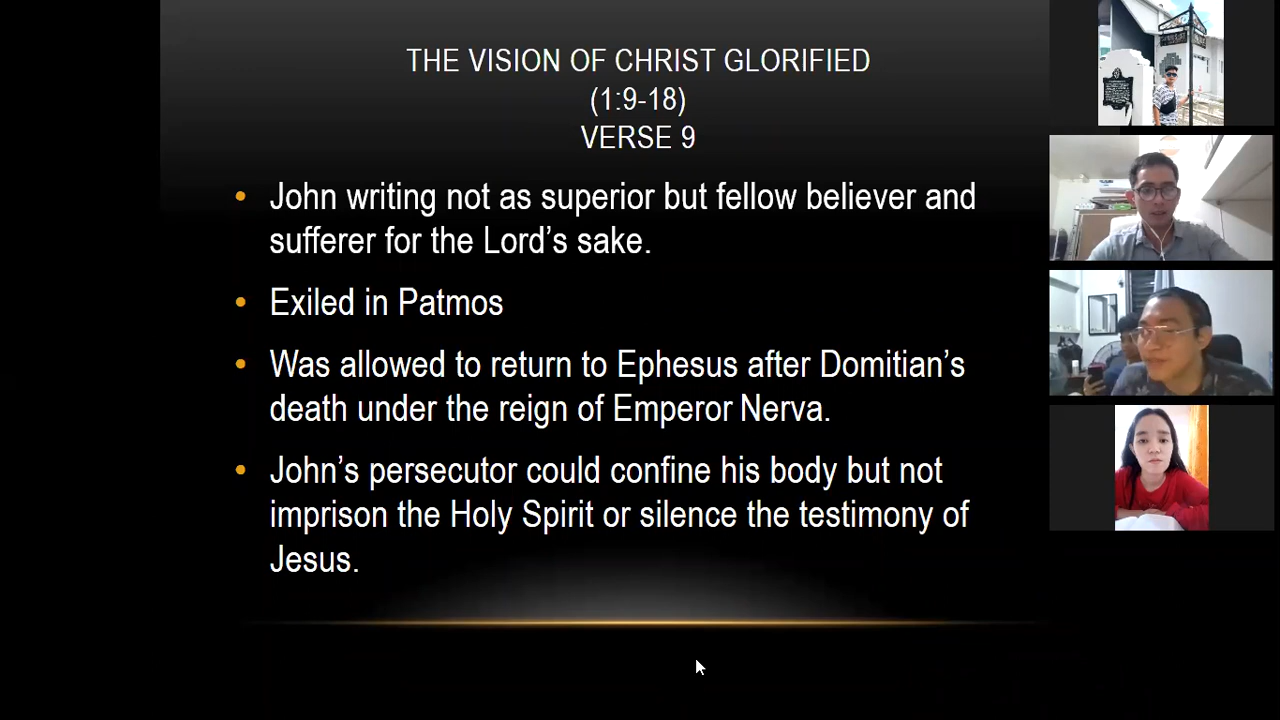 THE VISION OF CHRIST GLORIFIED
(1:9-18)
VERSE 9
• John writing not as superior but fellow believer and
sufferer for the Lord’s sake.
• Exiled in Patmos
• Was allowed to return to Ephesus after Domitian’s
death under the reign of Emperor Nerva.
• John’s persecutor could confine his body but not
imprison the Holy Spirit or silence the testimony of
Jesus.